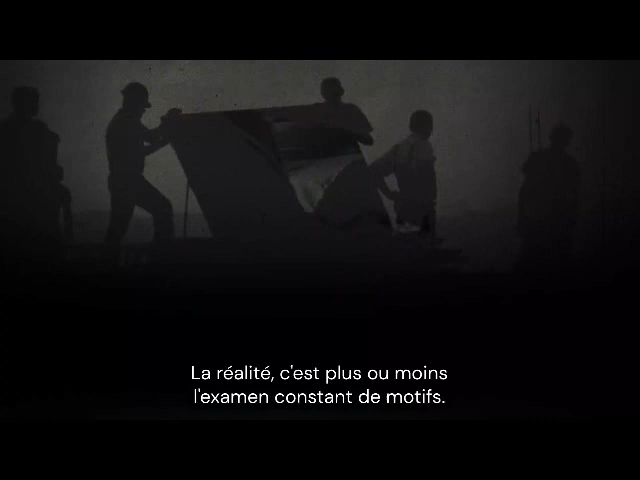 La réalité, c'est plus ou moins
l'examen constant de motifs.